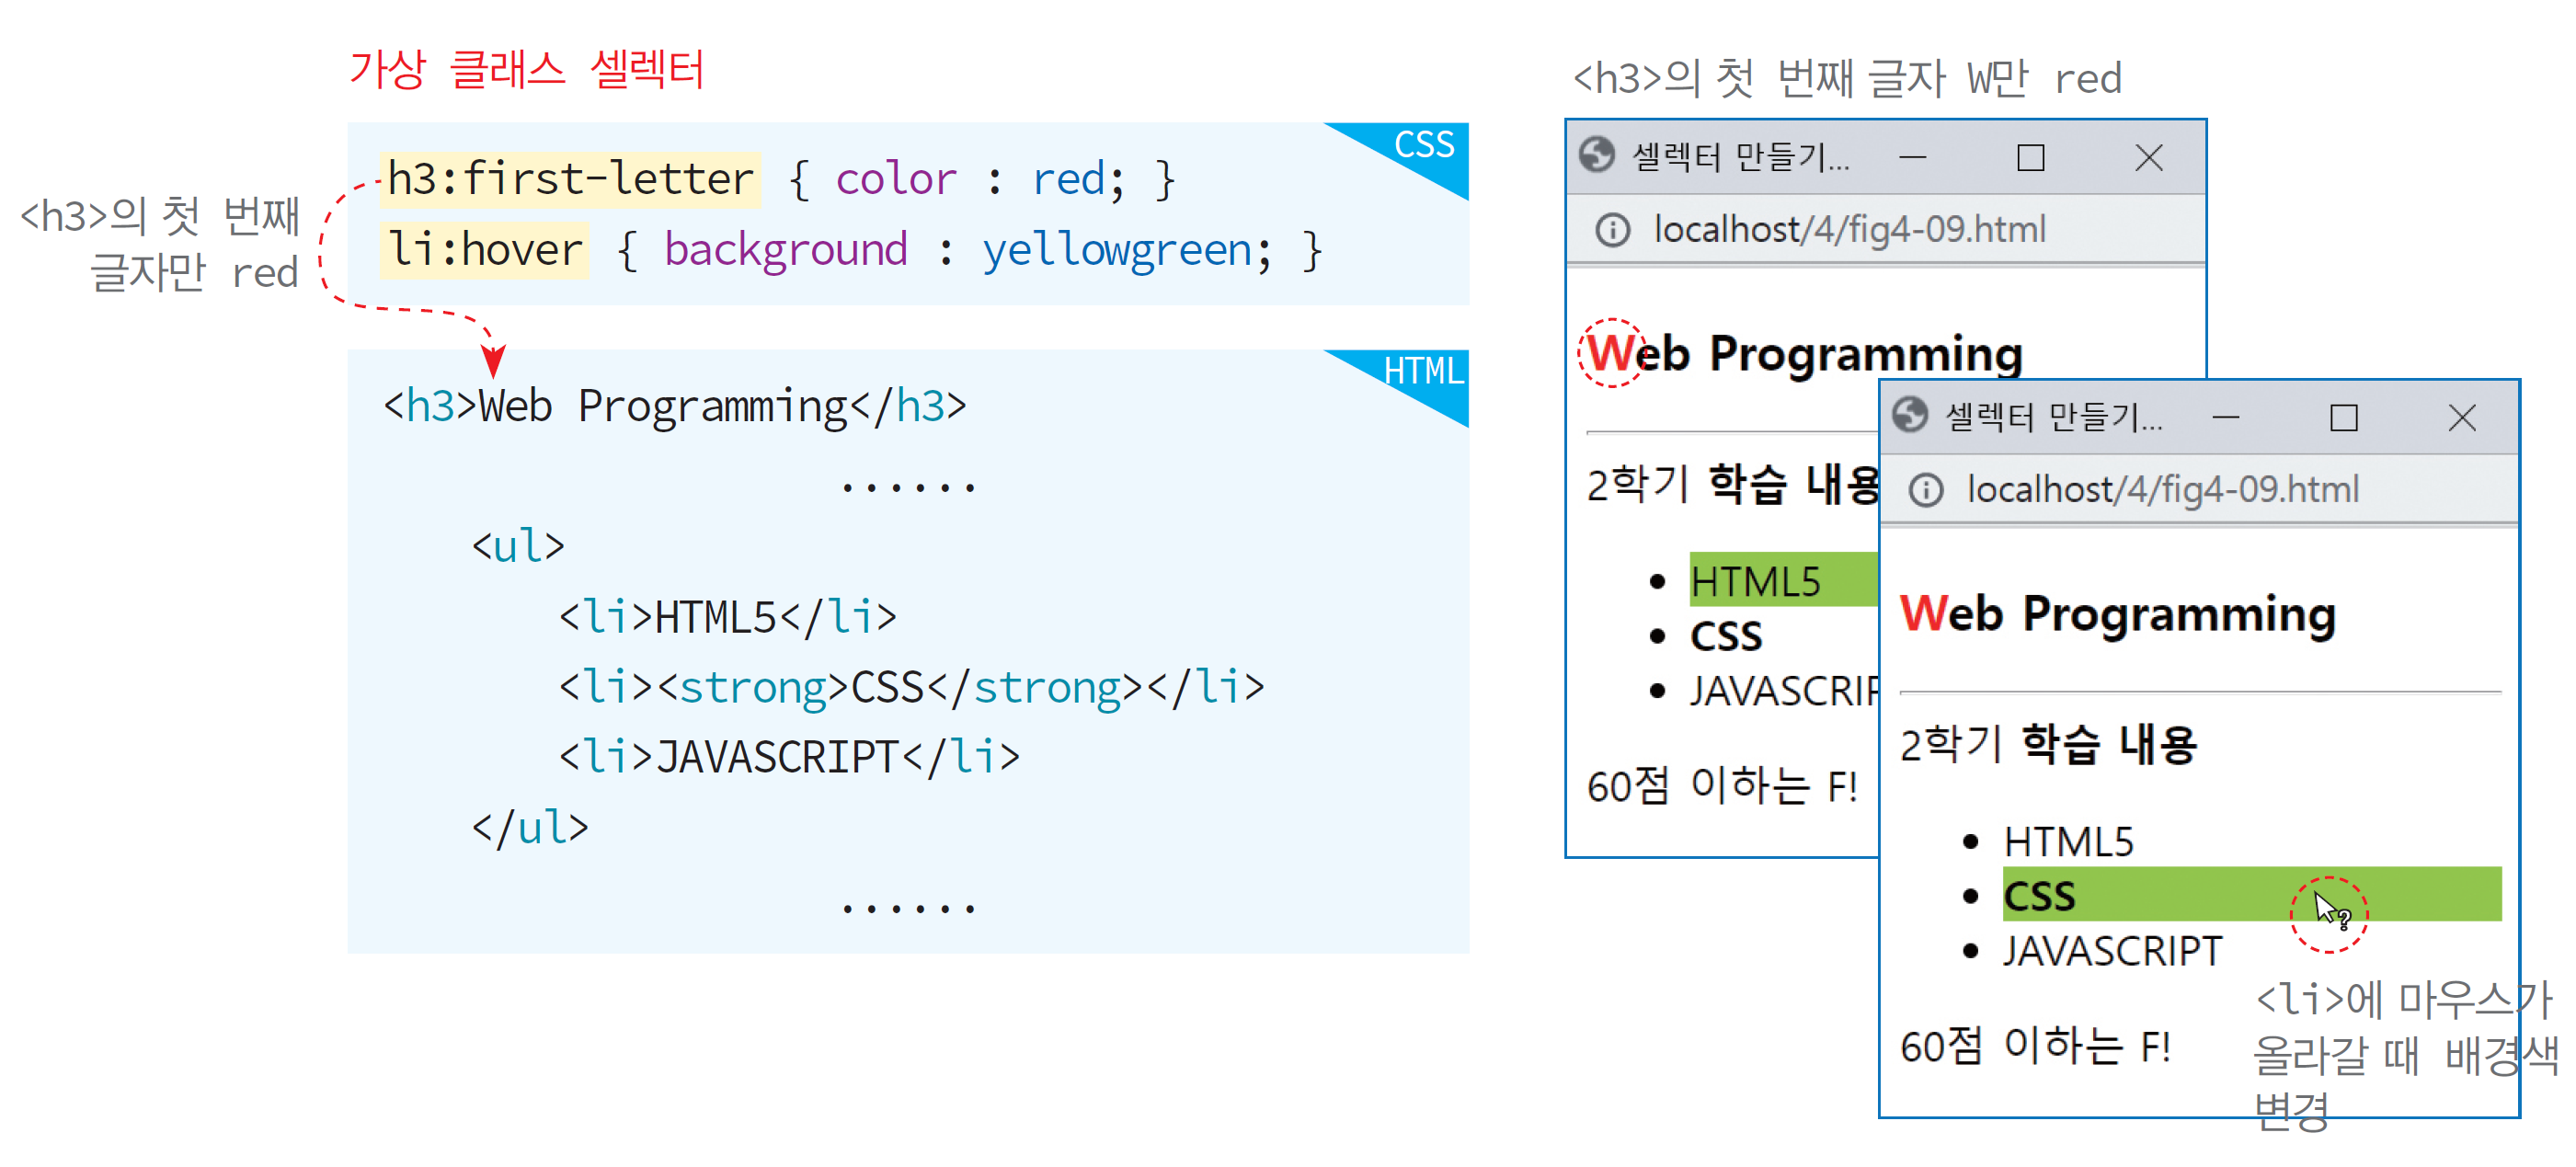 가상 클래스 셀렉터
CSS
h3:first-letter { color : red; }
li:hover { background : yellowgreen; }
<h3>의 첫 번째
글자만 red
HTML
<h3>Web Programming</h3>
......
<ul>
<li>HTML5</li>
<li><strong>CSS</strong></li>
<li>JAVASCRIPT</li>
</ul>
......
<h3>의 첫 번째 글자 W만 red
셀렉터 만들기...
localhost/4/fig4-09.html
Web Programming
2학기 학습 내용
HTML5
CSS
JAVASCRIP
60점 이하는 F!
셀렉터 만들기...
localhost/4/fig4-09.html
Web Programming
2학기 학습 내용
HTML5
CSS
JAVASCRIPT
60점 이하는 F!
<li>에 마우스가
올라갈 때 배경색
변경